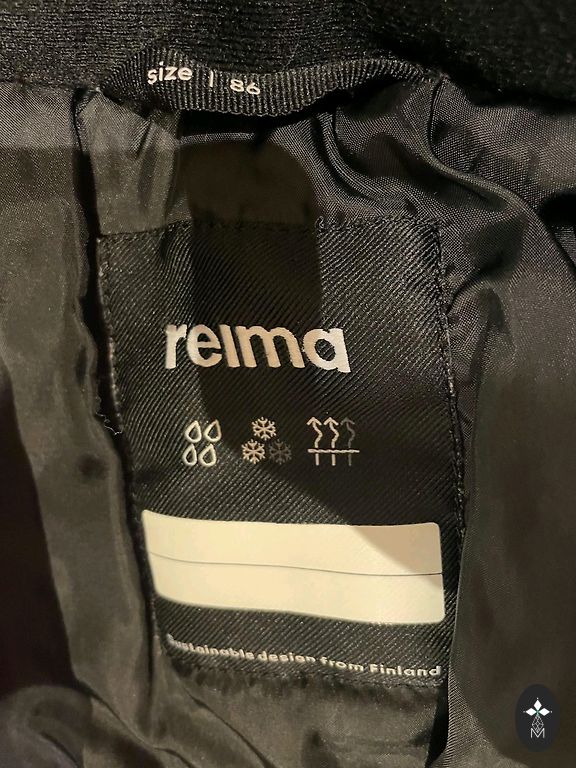 size | 86
reima
Sustainable design from Finland
M